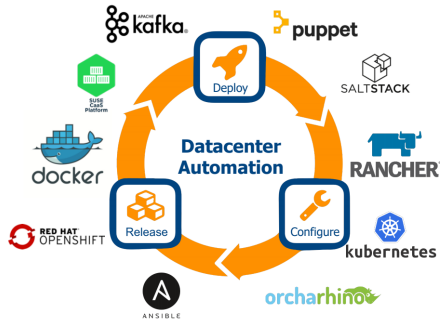 APACHE
kafka®
puppet
Deploy
SUSE
CaaS
Platform
SALTSTACK
Datacenter
Automation
docker
RANCHER
RED HAT®
OPENSHIFT
Release
Configure
kubernetes
ANSIBLE
orcharhino